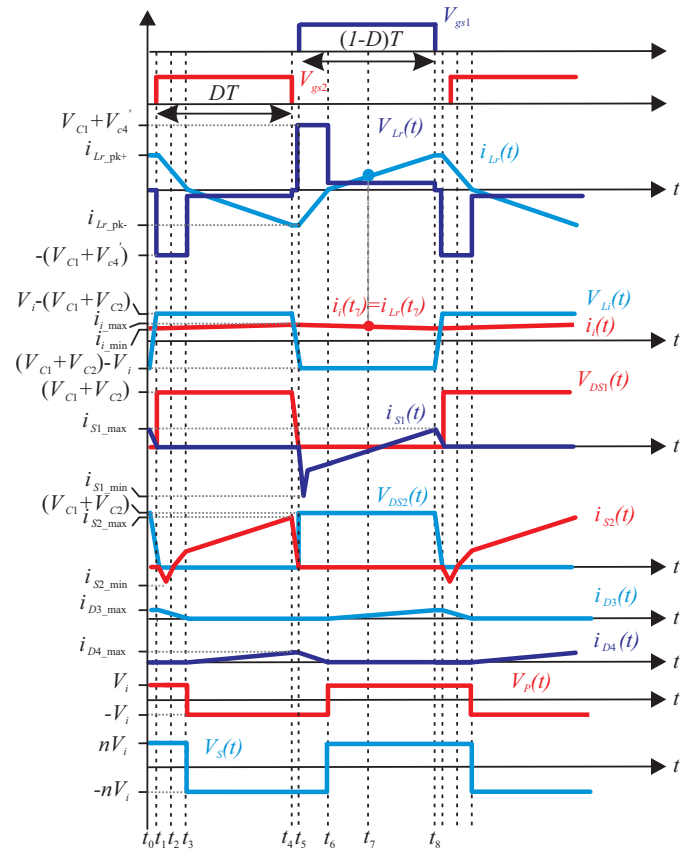 V_gs1
(1-D)T
t
V_gs2
DT
t
V_C1+V_c4'
V_Lr(t)
i_Lr_pk+
i_Lr(t)
t
i_Lr_pk-
-(V_C1+V_c4')
V_i-(V_C1+V_C2)
i_i(t_7)=i_Lr(t_7)
V_Li(t)
i_i_max
i_i(t)
i_i_min
t
(V_C1+V_C2)-V_i
(V_C1+V_C2)
V_DS1(t)
i_S1_max
i_S1(t)
t
i_S1_min
(V_C1+V_C2)
V_DS2(t)
i_S2_max
i_S2(t)
t
i_S2_min
i_D3_max
i_D3(t)
t
i_D4_max
i_D4(t)
t
V_i
V_P(t)
t
-V_i
nV_i
V_S(t)
t
-nV_i
t_0 t_1 t_2 t_3 t_4 t_5 t_6 t_7 t_8